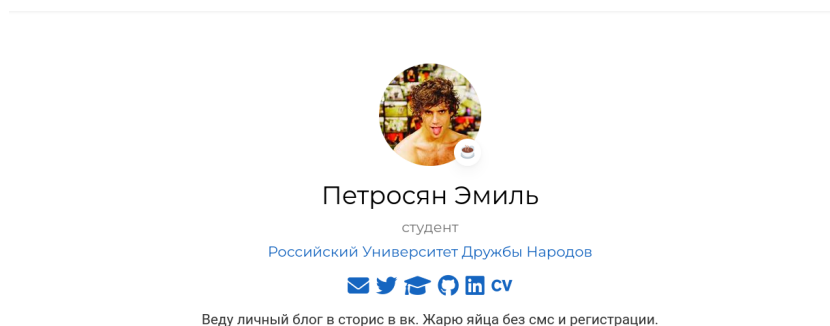 Петросян Эмиль
студент
Российский Университет Дружбы Народов
CV
Веду личный блог в сторис в вк. Жарю яйца без смс и регистрации.